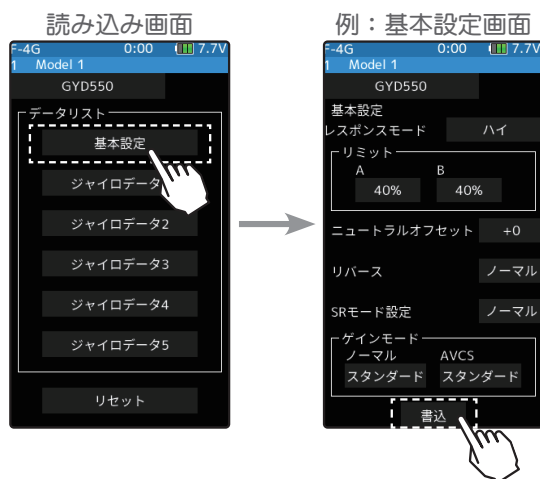 読み込み画面
F-4G 0:00 7.7V
1 Model 1
GYD550
データリスト
基本設定
ジャイロデータ
ジャイロデータ2
ジャイロデータ3
ジャイロデータ4
ジャイロデータ5
リセット
例：基本設定画面
F-4G 0:00 7.7V
1 Model 1
GYD550
基本設定
レスポンスモード ハイ
リミット
A B
40% 40%
ニュートラルオフセット +0
リバース ノーマル
SRモード設定 ノーマル
ゲインモード
ノーマル AVCS
スタンダード スタンダード
書込